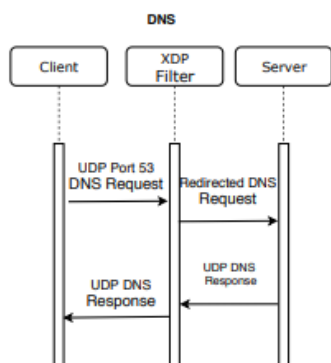 DNS
Client
XDP
Filter
Server
UDP Port 53
DNS Request
Redirected DNS
Request
UDP DNS
Response
UDP DNS
Response